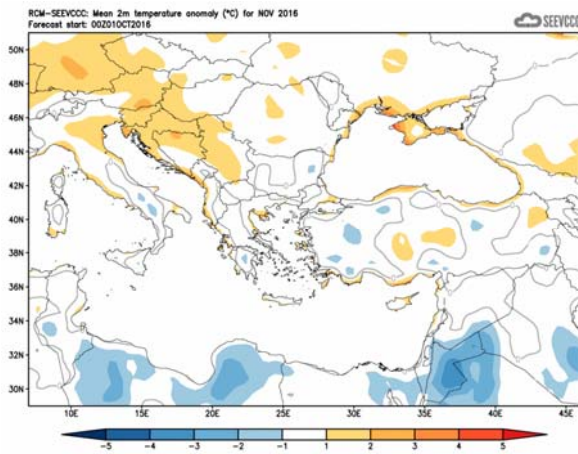 RCM-SEEVCCC: Mean 2m temperature anomaly (°C) for NOV 2016
Forecast start: 00Z01OCT2016
SEEVCCC
50N
48N
46N
44N
42N
40N
38N
36N
34N
32N
30N
10E 15E 20E 25E 30E 35E 40E 45E
-5 -4 -3 -2 -1 1 2 3 4 5